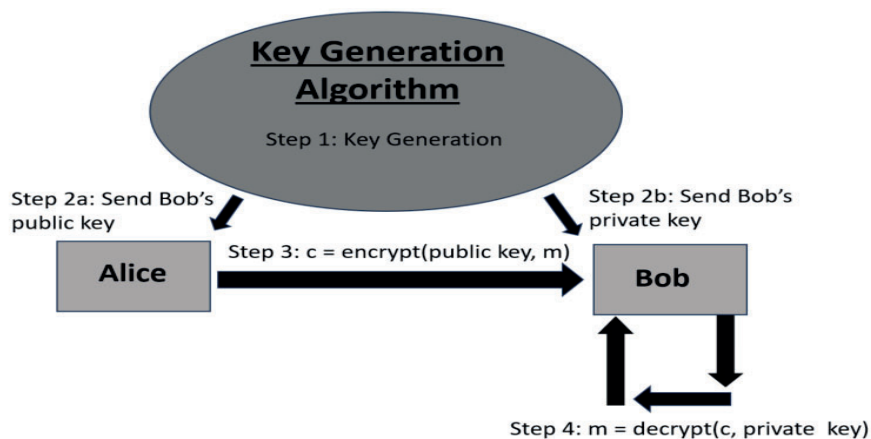 Key Generation
Algorithm
Step 1: Key Generation
Step 2a: Send Bob's
public key
Step 2b: Send Bob's
private key
Step 3: c = encrypt(public key, m)
Alice
Bob
Step 4: m = decrypt(c, private key)